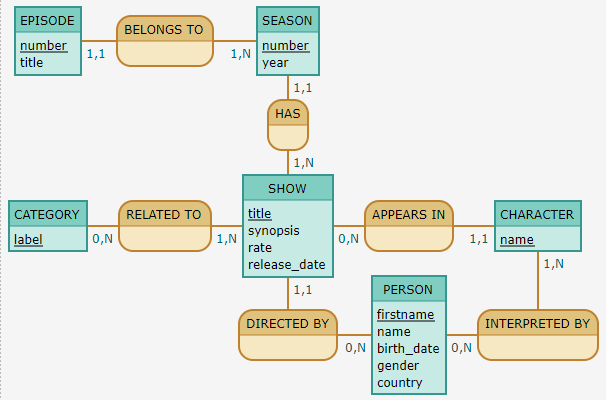 EPISODE
number
title
BELONGS TO
1,1
1,N
SEASON
number
year
1,1
HAS
1,N
CATEGORY
label
0,N
RELATED TO
1,N
SHOW
title
synopsis
rate
release_date
0,N
APPEARS IN
1,1
CHARACTER
name
1,1
1,N
DIRECTED BY
0,N
PERSON
firstname
name
birth_date
gender
country
0,N
INTERPRETED BY